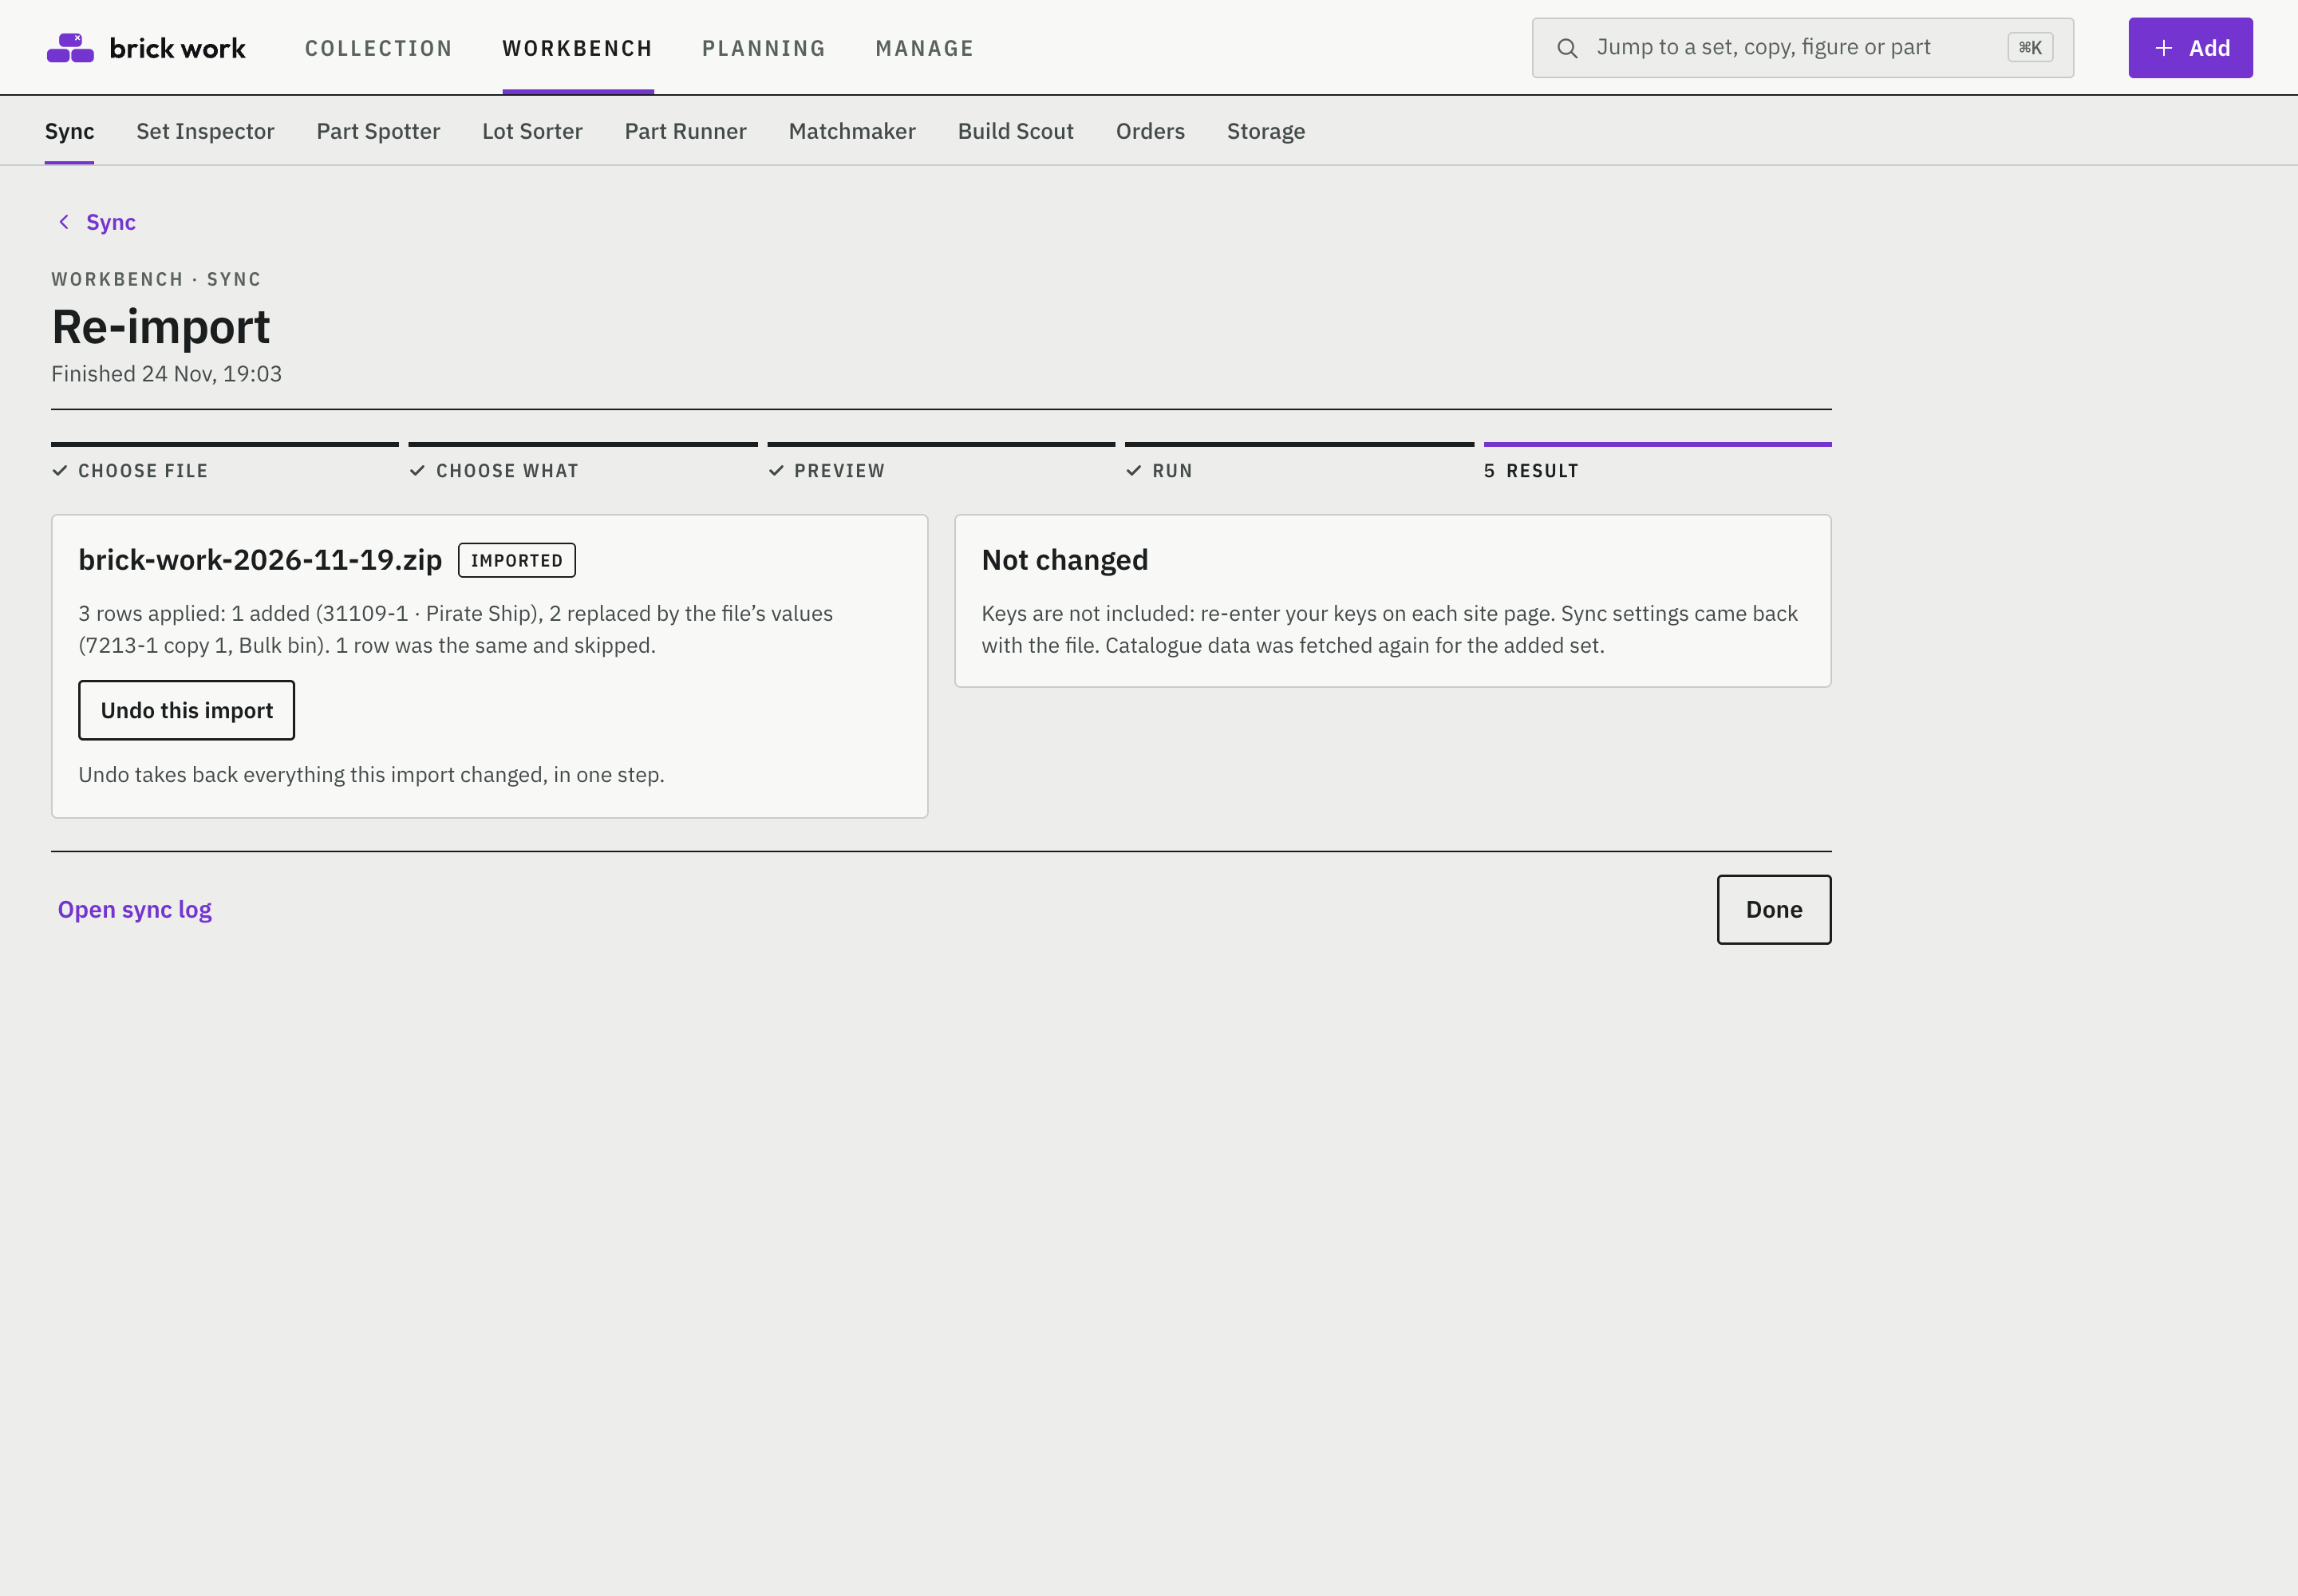 brick work
COLLECTION
WORKBENCH
PLANNING
MANAGE
Jump to a set, copy, figure or part
⌘K
+ Add
Sync
Set Inspector
Part Spotter
Lot Sorter
Part Runner
Matchmaker
Build Scout
Orders
Storage
Sync
WORKBENCH · SYNC
Re-import
Finished 24 Nov, 19:03
CHOOSE FILE
CHOOSE WHAT
PREVIEW
RUN
5 RESULT
brick-work-2026-11-19.zip
IMPORTED
3 rows applied: 1 added (31109-1 · Pirate Ship), 2 replaced by the file’s values
(7213-1 copy 1, Bulk bin). 1 row was the same and skipped.
Undo this import
Undo takes back everything this import changed, in one step.
Not changed
Keys are not included: re-enter your keys on each site page. Sync settings came back
with the file. Catalogue data was fetched again for the added set.
Open sync log
Done